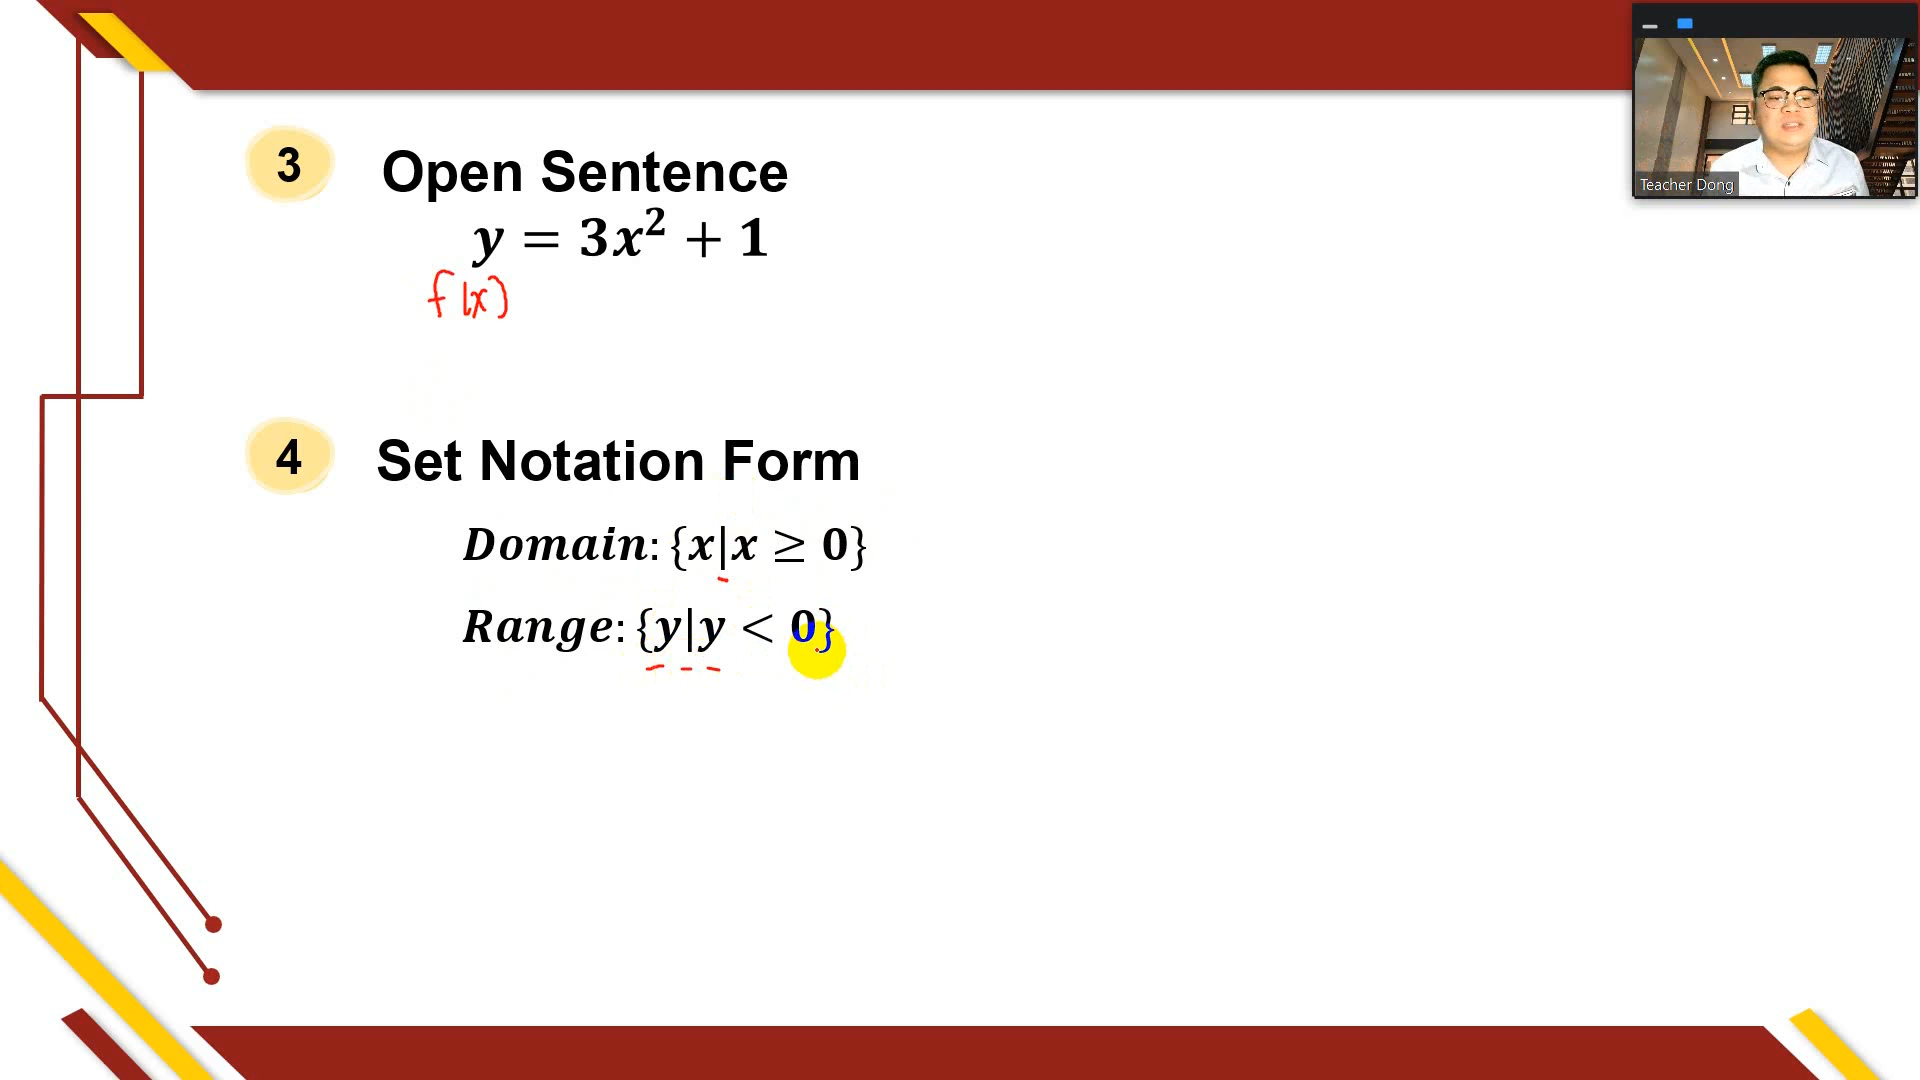 3 Open Sentence
y = 3x² + 1
f(x)
4 Set Notation Form
Domain: {x|x ≥ 0}
Range: {y|y < 0}
Teacher Dong